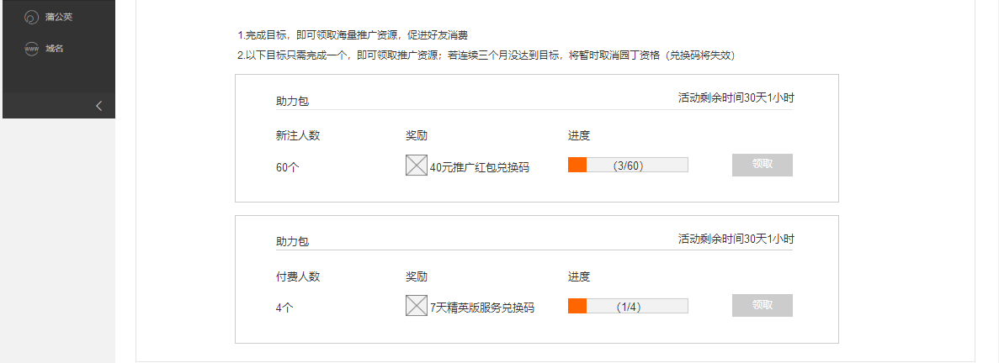 蒲公英
域名
1.完成目标，即可领取海量推广资源，促进好友消费
2.以下目标只需完成一个，即可领取推广资源；若连续三个月没达到目标，将暂时取消园丁资格（兑换码将失效）
助力包
活动剩余时间30天1小时
新注人数
奖励
进度
60个
40元推广红包兑换码
（3/60）
领取
助力包
活动剩余时间30天1小时
付费人数
奖励
进度
4个
7天精英版服务兑换码
（1/4）
领取